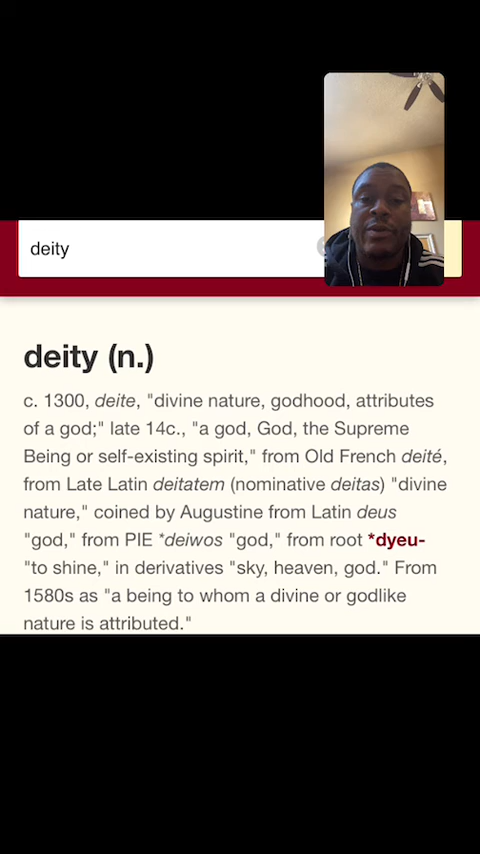 deity
deity (n.)
c. 1300, deite, "divine nature, godhood, attributes
of a god;" late 14c., "a god, God, the Supreme
Being or self-existing spirit," from Old French deité,
from Late Latin deitatem (nominative deitas) "divine
nature," coined by Augustine from Latin deus
"god," from PIE *deiwos "god," from root *dyeu-
"to shine," in derivatives "sky, heaven, god." From
1580s as "a being to whom a divine or godlike
nature is attributed."